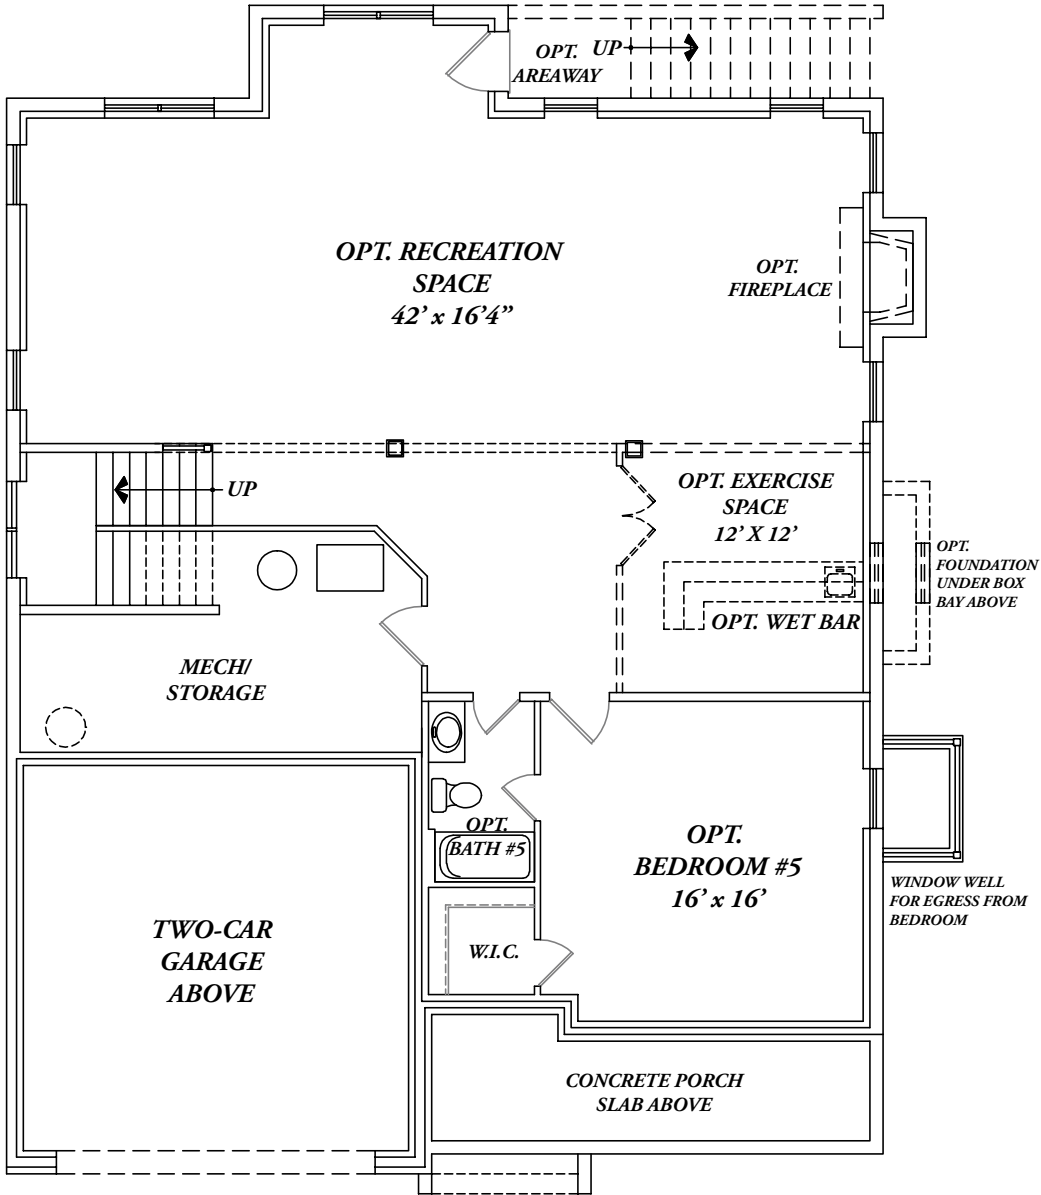 OPT.
AREAWAY
UP
OPT. RECREATION
SPACE
42’ x 16’4”
OPT.
FIREPLACE
UP
OPT. EXERCISE
SPACE
12’ X 12’
OPT.
FOUNDATION
UNDER BOX
BAY ABOVE
OPT. WET BAR
MECH/
STORAGE
OPT.
BATH #5
OPT.
BEDROOM #5
16’ x 16’
WINDOW WELL
FOR EGRESS FROM
BEDROOM
TWO-CAR
GARAGE
ABOVE
W.I.C.
CONCRETE PORCH
SLAB ABOVE